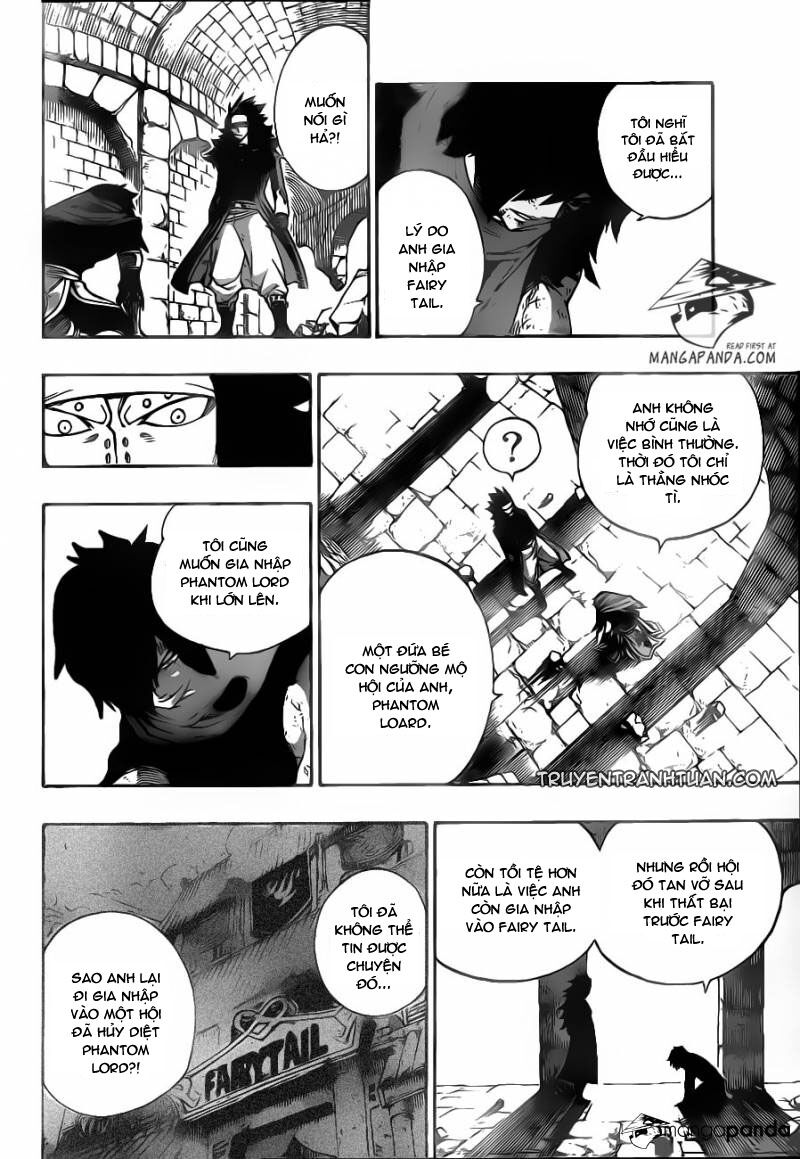 TÔI NGHĨ
TÔI ĐÃ BẮT
ĐẦU HIỂU
ĐƯỢC...
LÝ DO
ANH GIA
NHẬP
FAIRY
TAIL.
MUỐN
NÓI GÌ
HẢ?!
READ FIRST AT
MANGAPANDA.COM
ANH KHÔNG
NHỚ CŨNG LÀ
VIỆC BÌNH THƯỜNG.
THỜI ĐÓ TÔI CHỈ
LÀ THẰNG NHÓC
TÌ.
?
MỘT ĐỨA BÉ
CON NGƯỠNG MỘ
HỘI CỦA ANH,
PHANTOM
LOARD.
TÔI CŨNG
MUỐN GIA NHẬP
PHANTOM LORD
KHI LỚN LÊN.
TRUYENTRANHTUAN.COM
NHƯNG RỒI HỘI
ĐÓ TAN VỠ SAU
KHI THẤT BẠI
TRƯỚC FAIRY
TAIL.
CÒN TỒI TỆ HƠN
NỮA LÀ VIỆC ANH
CÒN GIA NHẬP
VÀO FAIRY TAIL.
TÔI ĐÃ
KHÔNG THỂ
TIN ĐƯỢC
CHUYỆN
ĐÓ...
SAO ANH LẠI
ĐI GIA NHẬP
VÀO MỘT HỘI
ĐÃ HỦY DIỆT
PHANTOM
LORD?!
FAIRY TAIL
mangapanda